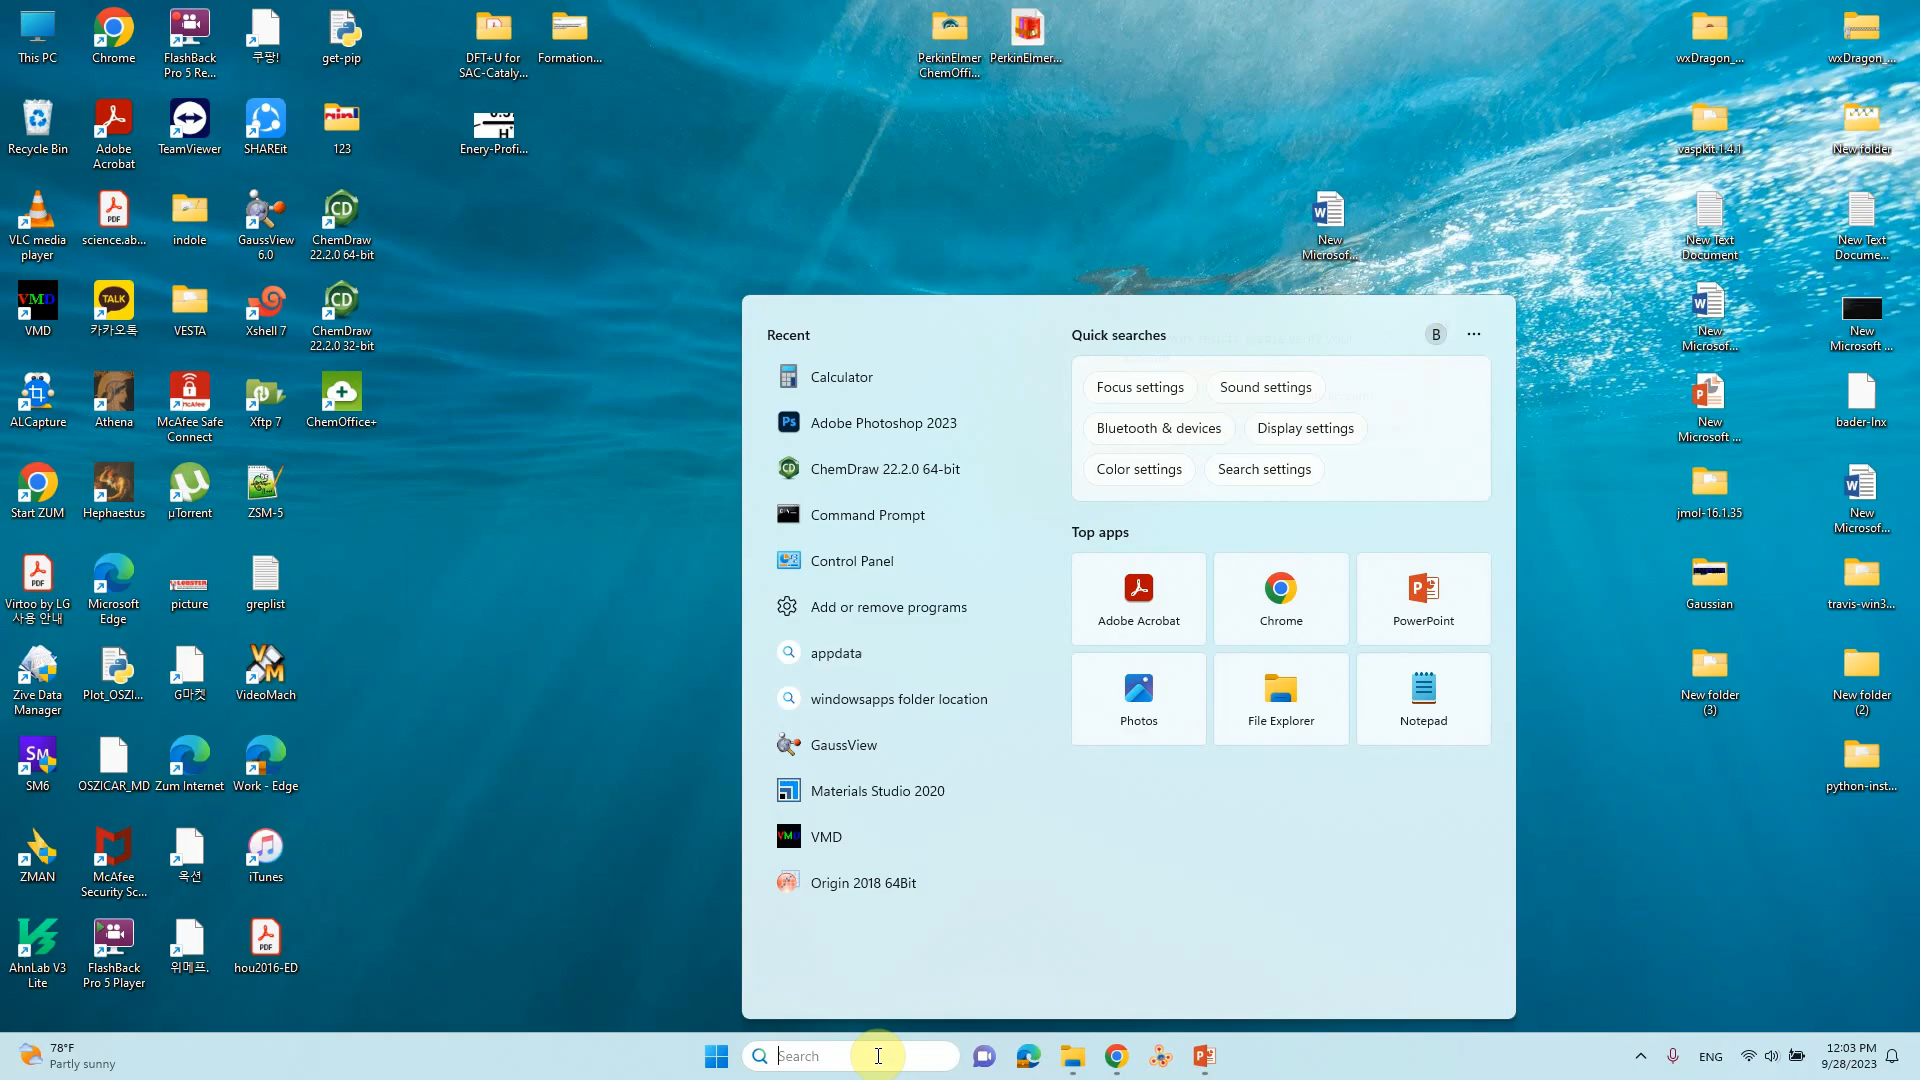 This PC
Chrome
FlashBack
Pro 5 Re...
쿠팡!
get-pip
DFT+U for
SAC-Cataly...
Formation...
PerkinElmer
ChemOffi...
PerkinElmer...
wxDragon_...
wxDragon_...
Recycle Bin
Adobe
Acrobat
TeamViewer
SHAREit
123
Enery-Profi...
vaspkit.1.4.1
New folder
VLC media
player
science.ab...
indole
GaussView
6.0
ChemDraw
22.2.0 64-bit
New
Microsof...
New Text
Document
New Text
Docume...
VMD
카카오톡
VESTA
Xshell 7
ChemDraw
22.2.0 32-bit
New
Microsof...
New
Microsoft ...
ALCapture
Athena
McAfee Safe
Connect
Xftp 7
ChemOffice+
New
Microsoft ...
bader-lnx
Start ZUM
Hephaestus
µTorrent
ZSM-5
jmol-16.1.35
New
Microsof...
Virtoo by LG
사용 안내
Microsoft
Edge
picture
greplist
Gaussian
travis-win3...
Zive Data
Manager
Plot_OSZI...
G마켓
VideoMach
New folder
(3)
New folder
(2)
SM6
OSZICAR_MD
Zum Internet
Work - Edge
python-inst...
ZMAN
McAfee
Security Sc...
옥션
iTunes
AhnLab V3
Lite
FlashBack
Pro 5 Player
위메프.
hou2016-ED
Recent
Calculator
Adobe Photoshop 2023
ChemDraw 22.2.0 64-bit
Command Prompt
Control Panel
Add or remove programs
appdata
windowsapps folder location
GaussView
Materials Studio 2020
VMD
Origin 2018 64Bit
Quick searches
B
Focus settings
Sound settings
Bluetooth & devices
Display settings
Color settings
Search settings
Top apps
Adobe Acrobat
Chrome
PowerPoint
Photos
File Explorer
Notepad
78°F
Partly sunny
Search
ENG
12:03 PM
9/28/2023